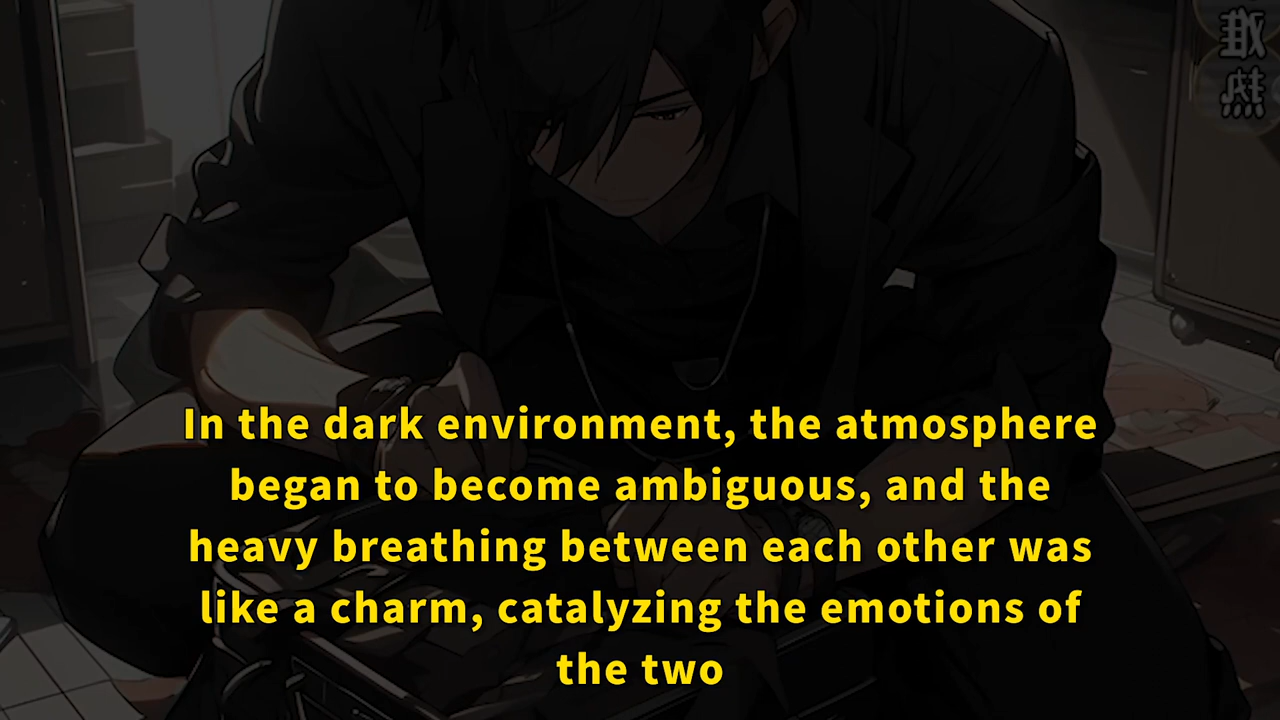 In the dark environment, the atmosphere
began to become ambiguous, and the
heavy breathing between each other was
like a charm, catalyzing the emotions of
the two